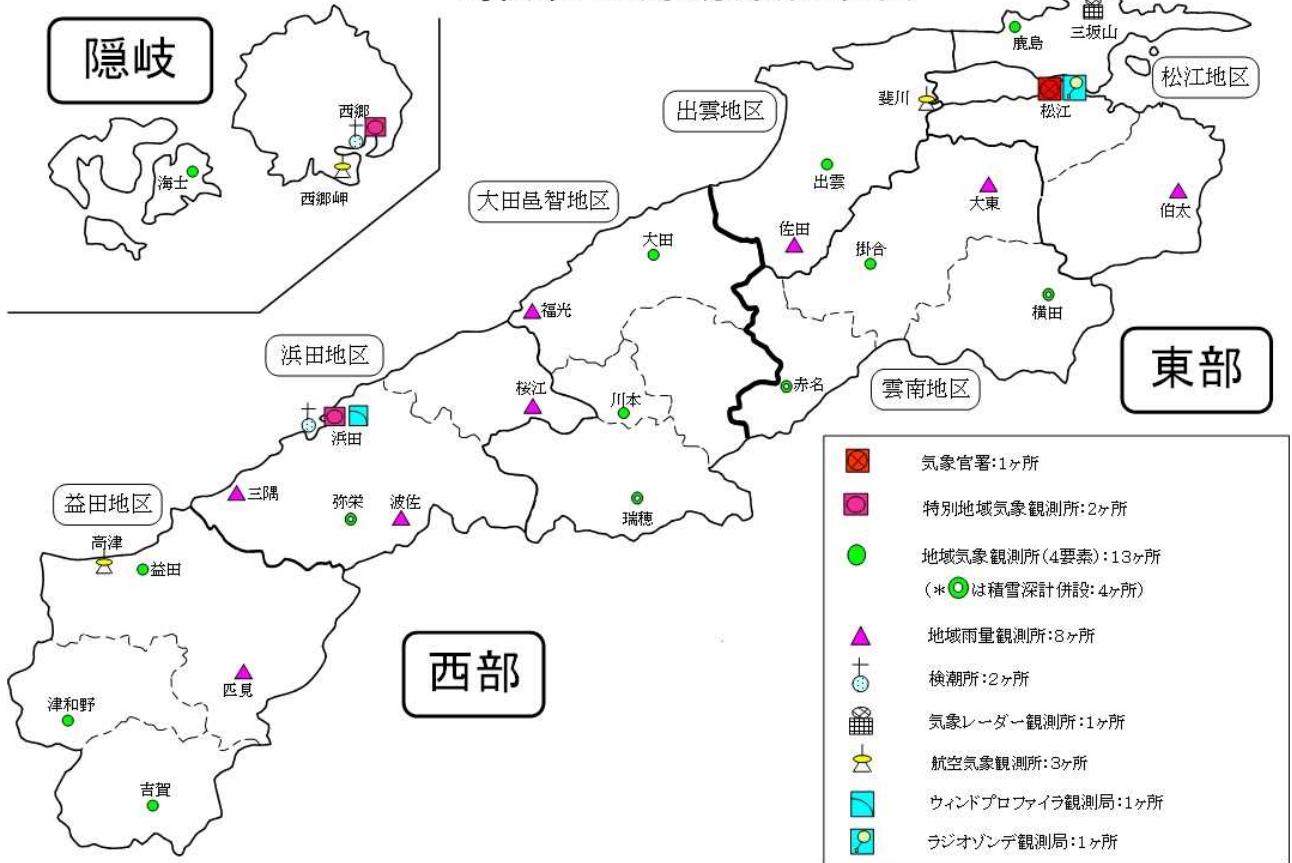 隠岐
西郷
海士
西郷岬
鹿島
三坂山
松江地区
斐川
松江
出雲地区
出雲
大東
伯太
佐田
掛合
横田
大田邑智地区
大田
福光
東部
浜田地区
桜江
川本
赤名
雲南地区
浜田
三隅
弥栄
波佐
瑞穂
益田地区
高津
益田
西部
匹見
津和野
吉賀
気象官署:1ヶ所
特別地域気象観測所:2ヶ所
地域気象観測所(4要素):13ヶ所
(*は積雪深計併設:4ヶ所)
地域雨量観測所:8ヶ所
検潮所:2ヶ所
気象レーダー観測所:1ヶ所
航空気象観測所:3ヶ所
ウィンドプロファイラ観測局:1ヶ所
ラジオゾンデ観測局:1ヶ所